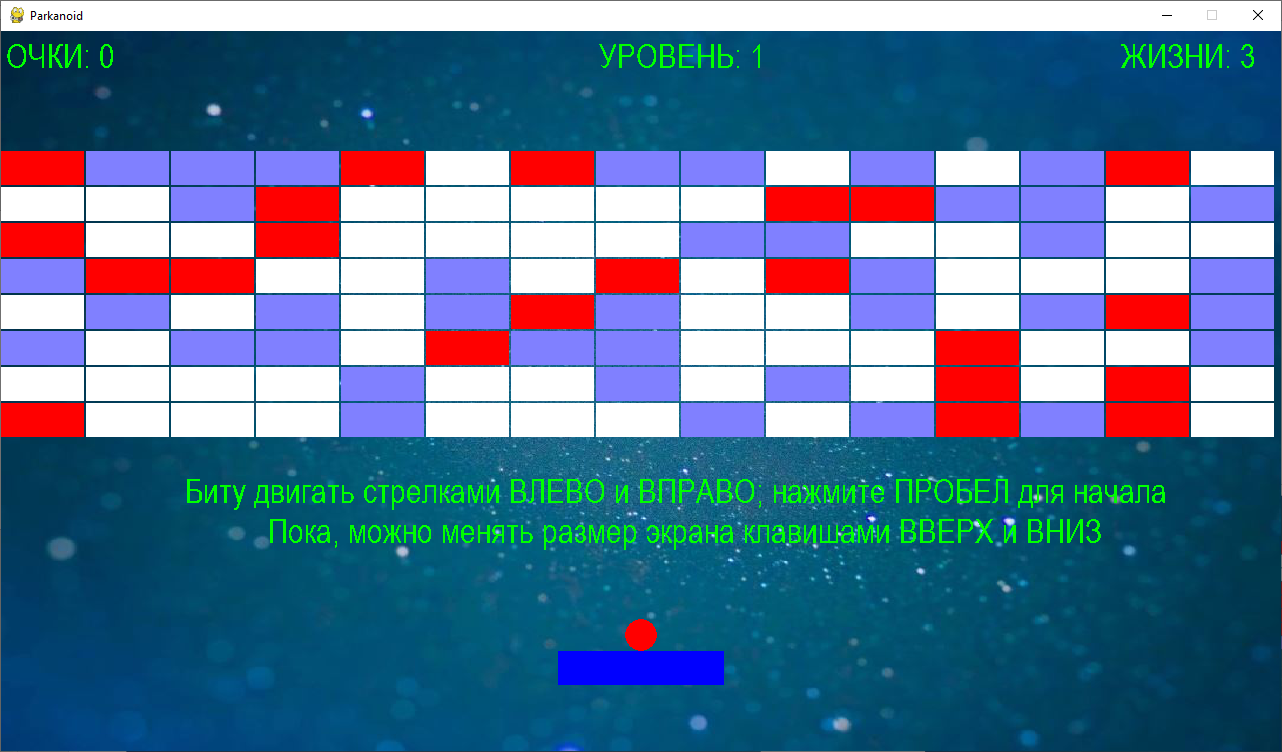 Parkanoid
ОЧКИ: 0
УРОВЕНЬ: 1
ЖИЗНИ: 3
Биту двигать стрелками ВЛЕВО и ВПРАВО, нажмите ПРОБЕЛ для начала
Пока, можно менять размер экрана клавишами ВВЕРХ и ВНИЗ